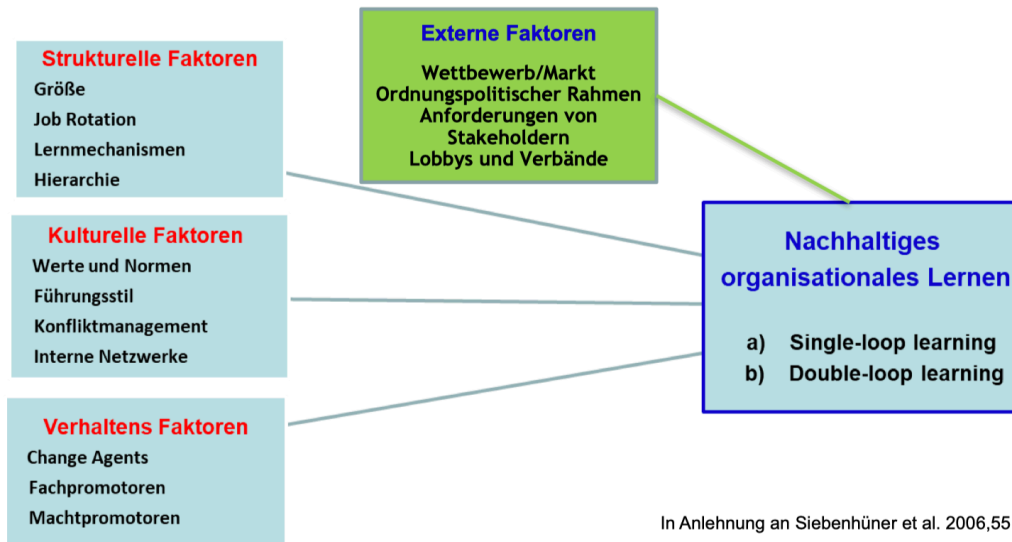 Externe Faktoren
Wettbewerb/Markt
Ordnungspolitischer Rahmen
Anforderungen von
Stakeholdern
Lobbys und Verbände
Strukturelle Faktoren
Größe
Job Rotation
Lernmechanismen
Hierarchie
Kulturelle Faktoren
Werte und Normen
Führungsstil
Konfliktmanagement
Interne Netzwerke
Verhaltens Faktoren
Change Agents
Fachpromotoren
Machtpromotoren
Nachhaltiges
organisationales Lernen
a) Single-loop learning
b) Double-loop learning
In Anlehnung an Siebenhüner et al. 2006,55